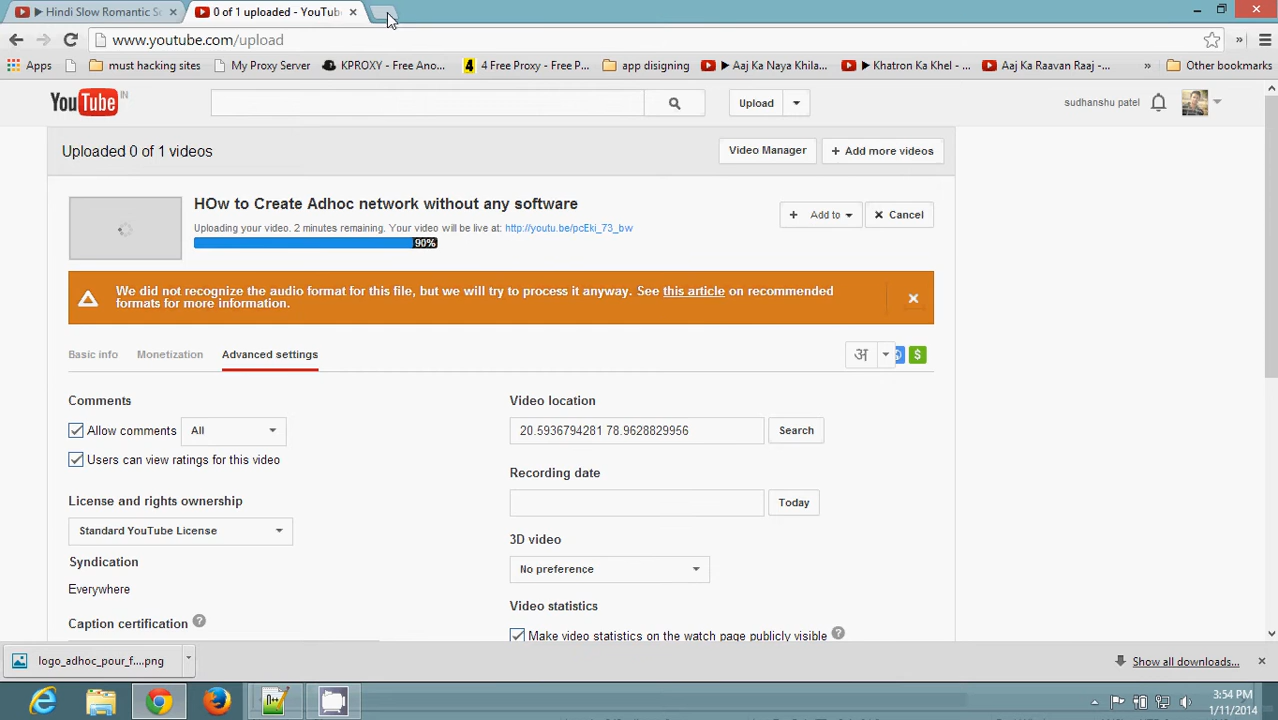 ▶ Hindi Slow Romantic S
0 of 1 uploaded - YouTub
www.youtube.com/upload
Apps must hacking sites My Proxy Server KPROXY - Free Ano... 4 Free Proxy - Free P... app disigning ▶ Aaj Ka Naya Khila... ▶ Khatron Ka Khel - ... Aaj Ka Raavan Raaj -... » Other bookmarks
YouTube IN Upload sudhanshu patel
Uploaded 0 of 1 videos Video Manager + Add more videos
HOw to Create Adhoc network without any software
+ Add to × Cancel
Uploading your video. 2 minutes remaining. Your video will be live at: http://youtu.be/pcEki_73_bw
90%
We did not recognize the audio format for this file, but we will try to process it anyway. See this article on recommended
formats for more information.
Basic info Monetization Advanced settings अ $
Comments
Allow comments All
Users can view ratings for this video
License and rights ownership
Standard YouTube License
Syndication
Everywhere
Caption certification ?
Video location
20.5936794281 78.9628829956 Search
Recording date
Today
3D video
No preference
Video statistics
Make video statistics on the watch page publicly visible ?
logo_adhoc_pour_f....png Show all downloads...
3:54 PM
1/11/2014